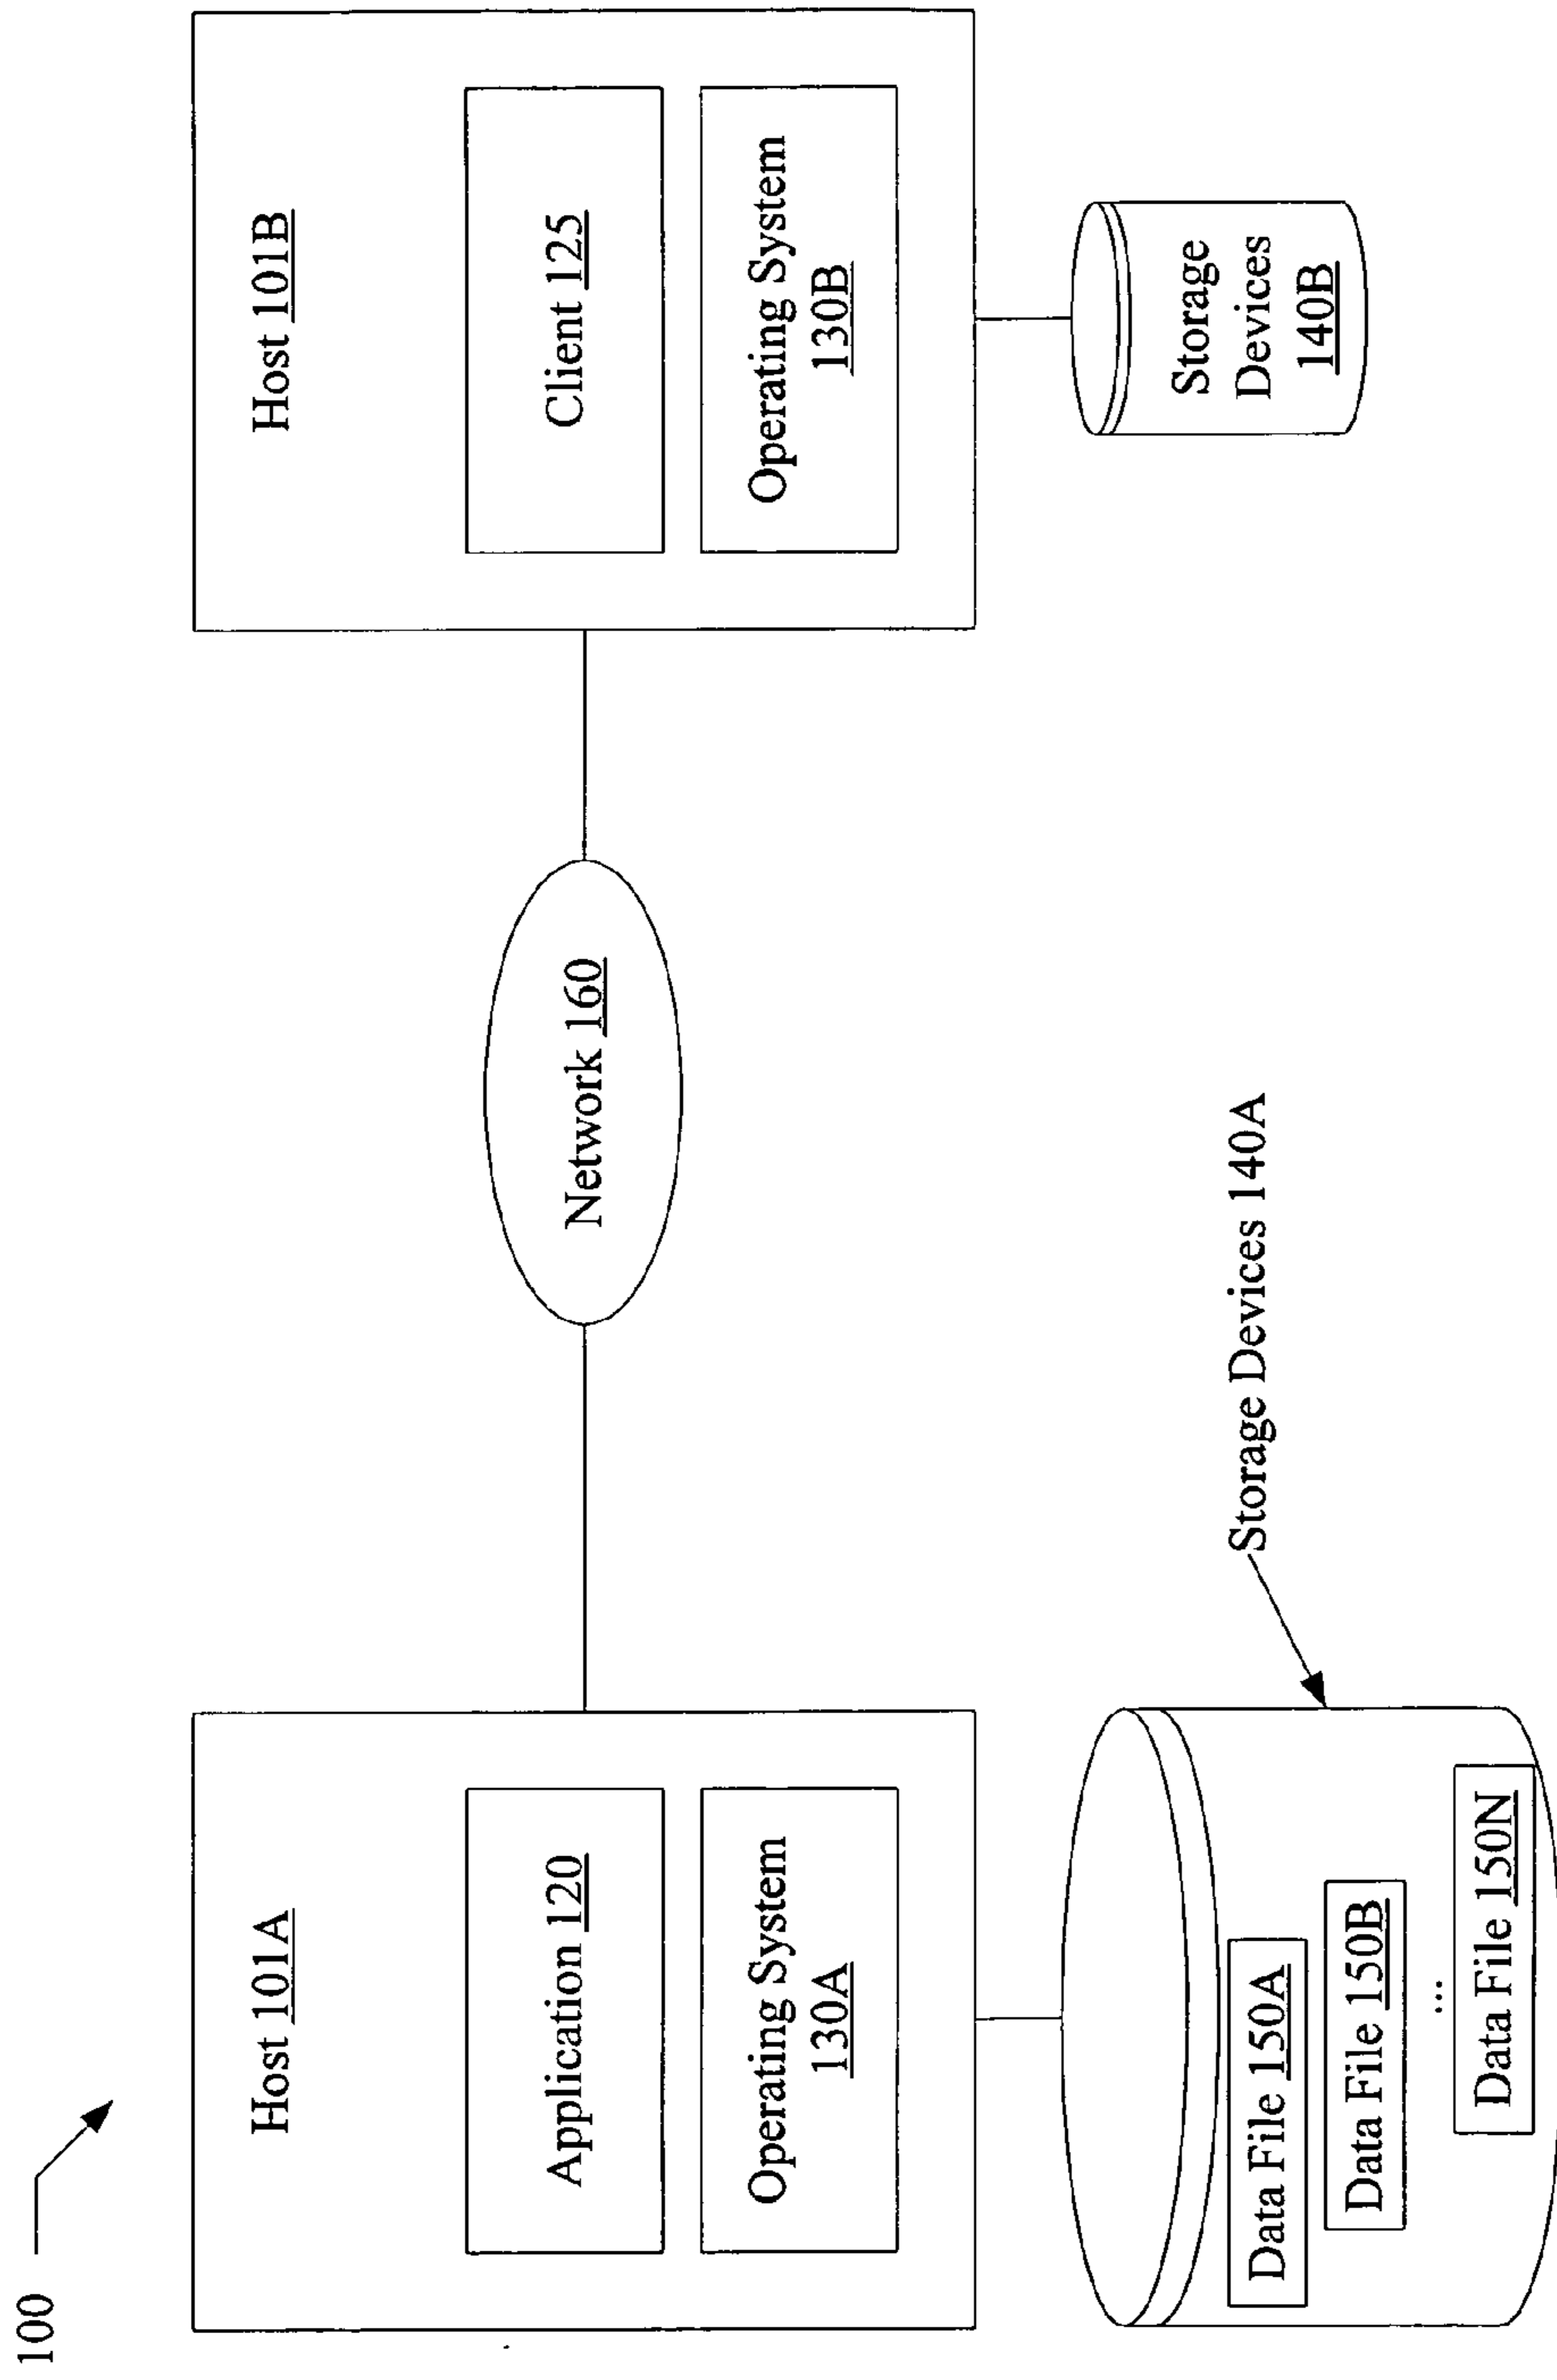 100
Host 101A
Application 120
Operating System
130A
Data File 150A
Data File 150B
...
Data File 150N
Storage Devices 140A
Network 160
Host 101B
Client 125
Operating System
130B
Storage
Devices
140B